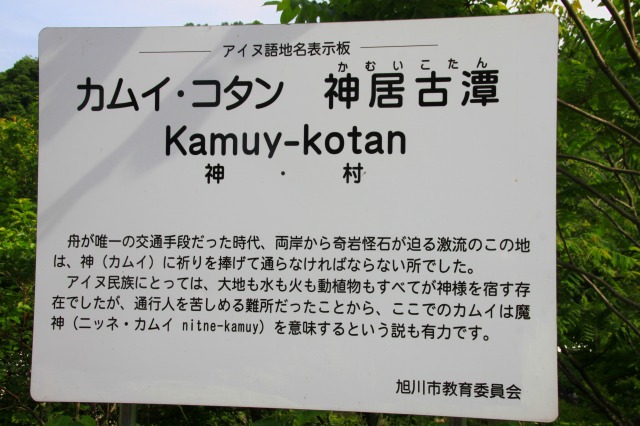 アイヌ語地名表示板
かむいこたん
カムイ・コタン 神居古潭
Kamuy-kotan
神・村
舟が唯一の交通手段だった時代、両岸から奇岩怪石が迫る激流のこの地
は、神（カムイ）に祈りを捧げて通らなければならない所でした。
アイヌ民族にとっては、大地も水も火も動植物もすべてが神様を宿す存
在でしたが、通行人を苦しめる難所だったことから、ここでのカムイは魔
神（ニッネ・カムイ nitne-kamuy）を意味するという説も有力です。
旭川市教育委員会